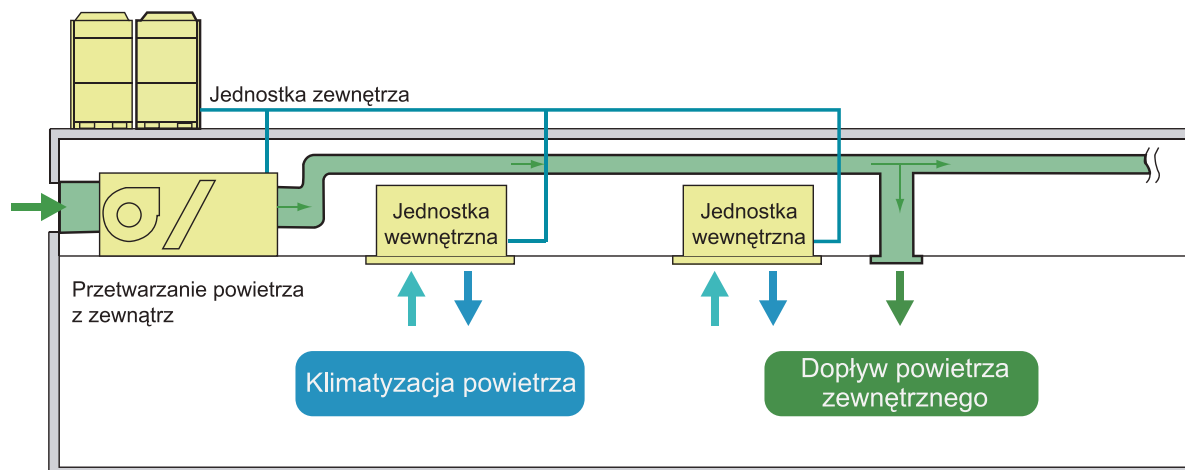 Jednostka zewnętrza
Jednostka
wewnętrzna
Jednostka
wewnętrzna
Przetwarzanie powietrza
z zewnątrz
Klimatyzacja powietrza
Dopływ powietrza
zewnętrznego